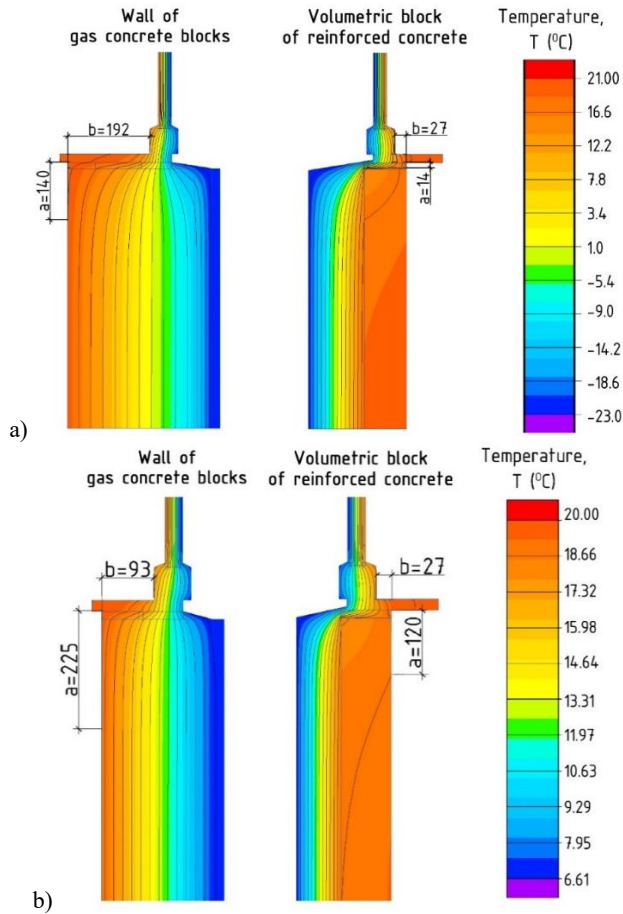 Wall of
gas concrete blocks
Volumetric block
of reinforced concrete
Temperature,
T (⁰C)
b=192
a=140
b=27
a=14
21.00
16.6
12.2
7.8
3.4
1.0
-5.4
-9.0
-14.2
-18.6
-23.0
a)
Wall of
gas concrete blocks
Volumetric block
of reinforced concrete
Temperature,
T (⁰C)
b=93
a=225
b=27
a=120
20.00
18.66
17.32
15.98
14.64
13.31
11.97
10.63
9.29
7.95
6.61
b)